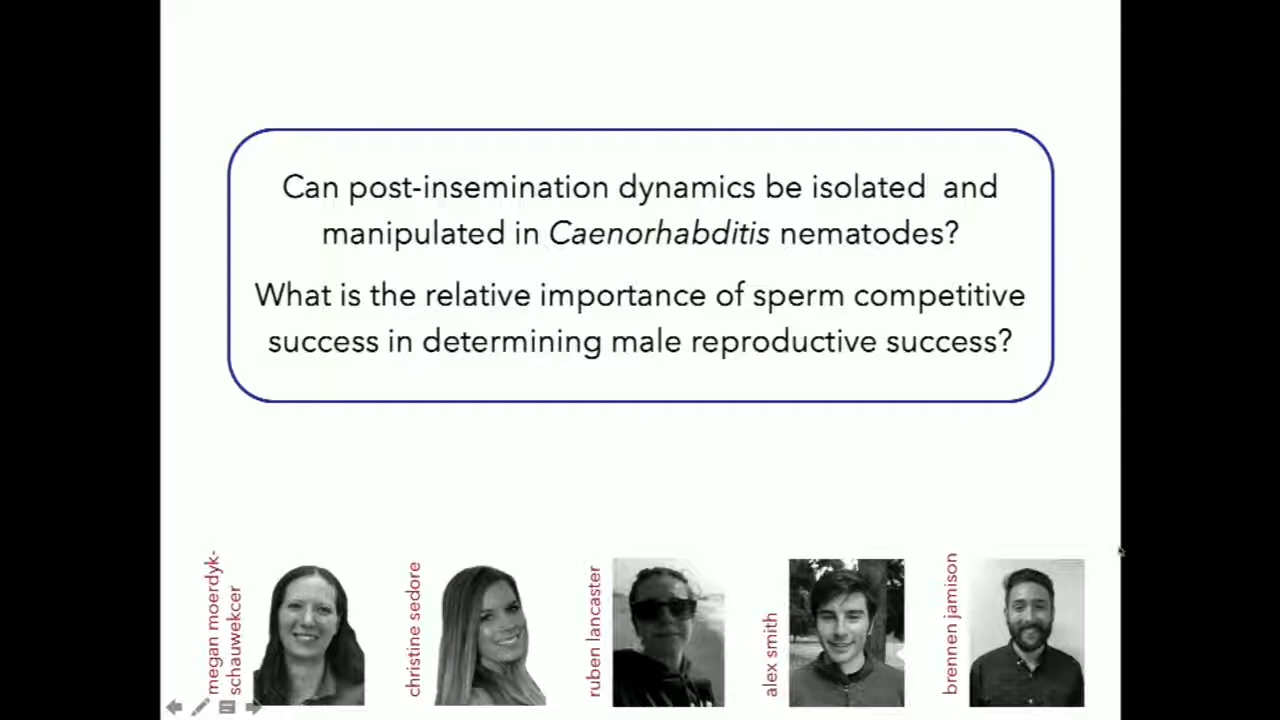 Can post-insemination dynamics be isolated and
manipulated in Caenorhabditis nematodes?
What is the relative importance of sperm competitive
success in determining male reproductive success?
megan moerdyk-
schauwekcer
christine sedore
ruben lancaster
alex smith
brennen jamison